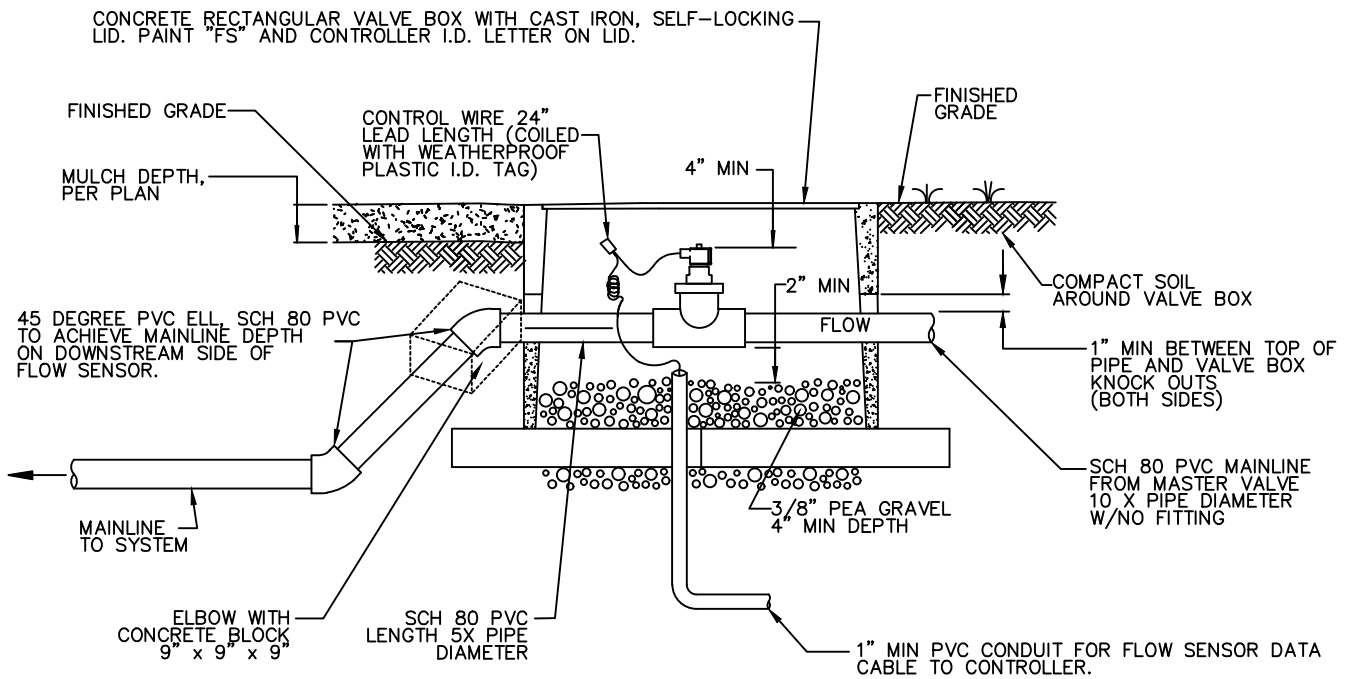 CONCRETE RECTANGULAR VALVE BOX WITH CAST IRON, SELF-LOCKING
LID. PAINT "FS" AND CONTROLLER I.D. LETTER ON LID.
FINISHED GRADE
CONTROL WIRE 24"
LEAD LENGTH (COILED
WITH WEATHERPROOF
PLASTIC I.D. TAG)
FINISHED
GRADE
MULCH DEPTH,
PER PLAN
4" MIN
2" MIN
COMPACT SOIL
AROUND VALVE BOX
45 DEGREE PVC ELL, SCH 80 PVC
TO ACHIEVE MAINLINE DEPTH
ON DOWNSTREAM SIDE OF
FLOW SENSOR.
FLOW
1" MIN BETWEEN TOP OF
PIPE AND VALVE BOX
KNOCK OUTS
(BOTH SIDES)
SCH 80 PVC MAINLINE
FROM MASTER VALVE
10 X PIPE DIAMETER
W/NO FITTING
3/8" PEA GRAVEL
4" MIN DEPTH
MAINLINE
TO SYSTEM
ELBOW WITH
CONCRETE BLOCK
9" x 9" x 9"
SCH 80 PVC
LENGTH 5X PIPE
DIAMETER
1" MIN PVC CONDUIT FOR FLOW SENSOR DATA
CABLE TO CONTROLLER.